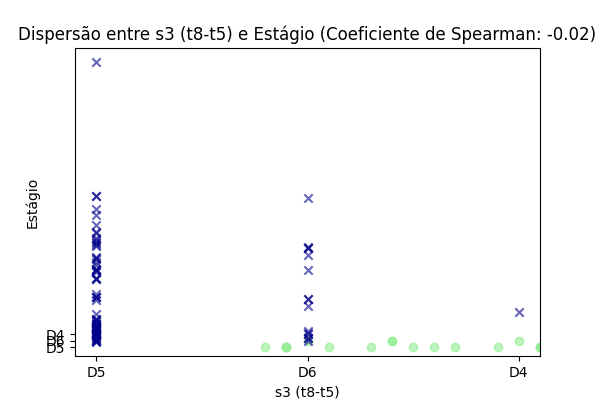 Dispersão entre s3 (t8-t5) e Estágio (Coeficiente de Spearman: -0.02)
Estágio
D4
D6
D5
D5 D6 D4
s3 (t8-t5)